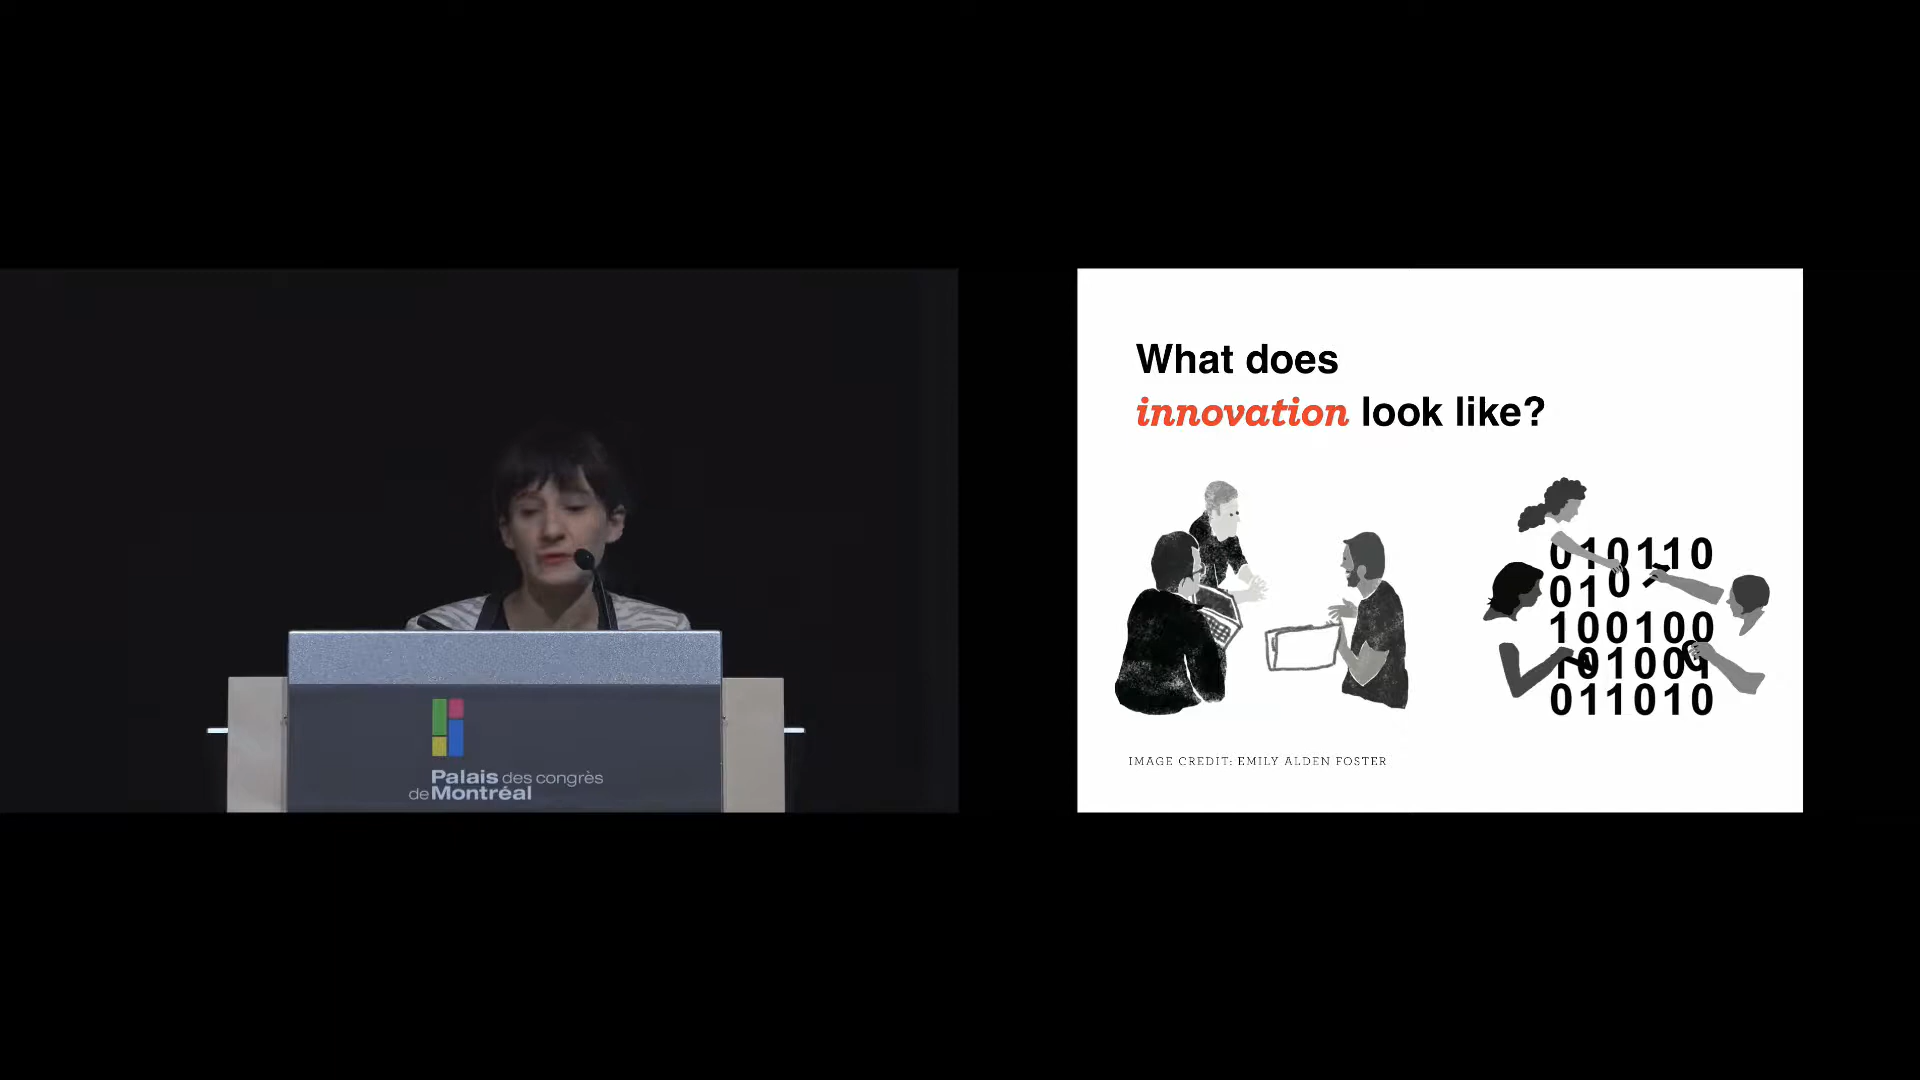 Palais des congrès
de Montréal
What does
innovation look like?
010110
010
100100
101001
011010
IMAGE CREDIT: EMILY ALDEN FOSTER